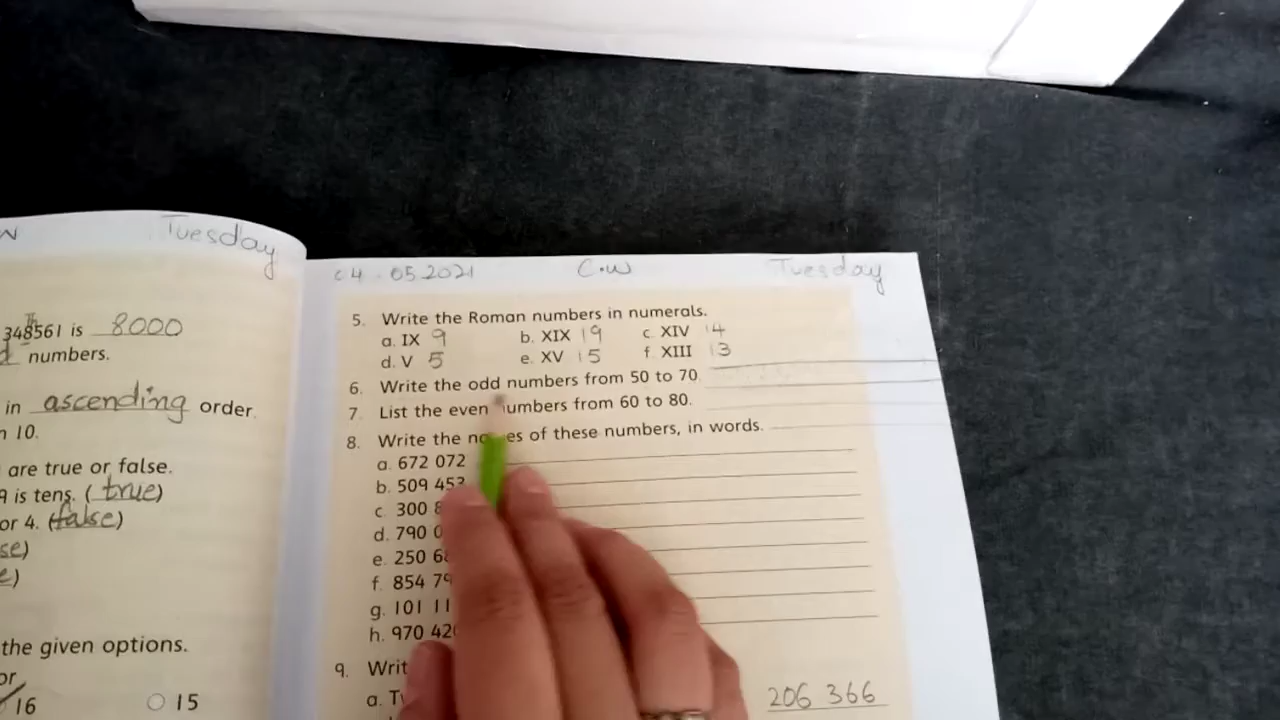 Tuesday
348561 is 8000
numbers.
in ascending order.
10.
are true or false.
9 is tens. (true)
or 4. (false)
the given options.
16 15
04.05.2021 C.W Tuesday
5. Write the Roman numbers in numerals.
a. IX 9 b. XIX 19 c. XIV 14
d. V 5 e. XV 15 f. XIII 13
6. Write the odd numbers from 50 to 70.
7. List the even numbers from 60 to 80.
8. Write the of these numbers, in words.
a. 672 072
b. 509 453
c. 300
d. 790
e. 250
f. 854
g. 101
h. 970
9.
a.
206 366